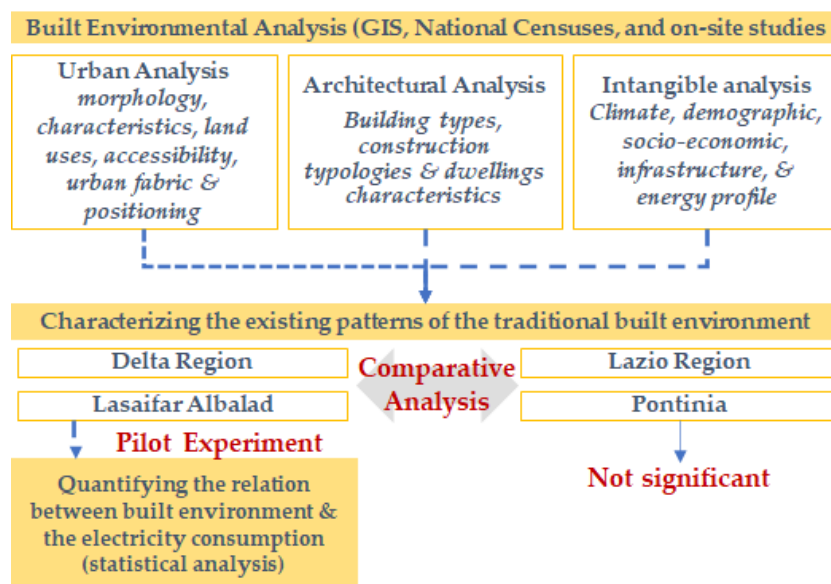 Built Environmental Analysis (GIS, National Censuses, and on-site studies
Urban Analysis
morphology,
characteristics, land
uses, accessibility,
urban fabric &
positioning
Architectural Analysis
Building types,
construction
typologies & dwellings
characteristics
Intangible analysis
Climate, demographic,
socio-economic,
infrastructure, &
energy profile
Characterizing the existing patterns of the traditional built environment
Delta Region
Lasaifar Albalad
Comparative
Analysis
Lazio Region
Pontinia
Pilot Experiment
Not significant
Quantifying the relation
between built environment &
the electricity consumption
(statistical analysis)